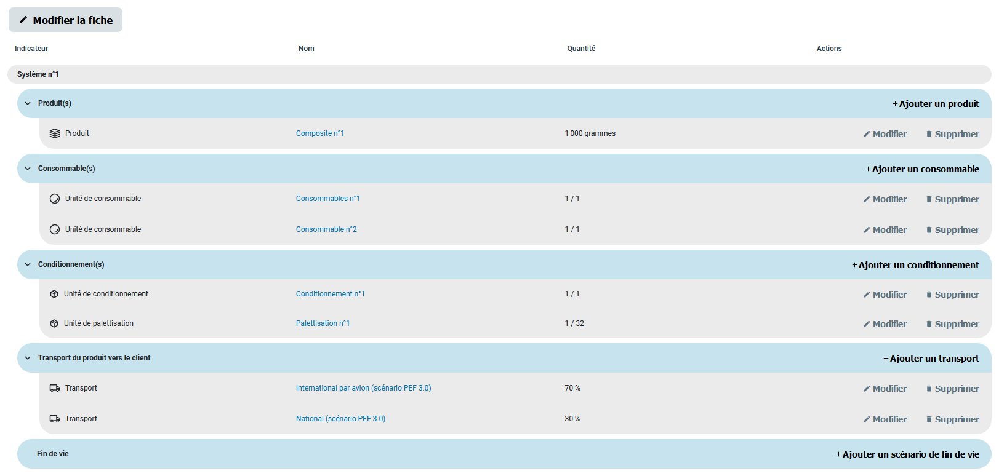 Modifier la fiche
Indicateur Nom Quantité Actions
Système n°1
Produit(s) +Ajouter un produit
Produit Composite n°1 1 000 grammes Modifier Supprimer
Consommable(s) +Ajouter un consommable
Unité de consommable Consommables n°1 1 / 1 Modifier Supprimer
Unité de consommable Consommable n°2 1 / 1 Modifier Supprimer
Conditionnement(s) +Ajouter un conditionnement
Unité de conditionnement Conditionnement n°1 1 / 1 Modifier Supprimer
Unité de palettisation Palettisation n°1 1 / 32 Modifier Supprimer
Transport du produit vers le client +Ajouter un transport
Transport International par avion (scénario PEF 3.0) 70 % Modifier Supprimer
Transport National (scénario PEF 3.0) 30 % Modifier Supprimer
Fin de vie +Ajouter un scénario de fin de vie